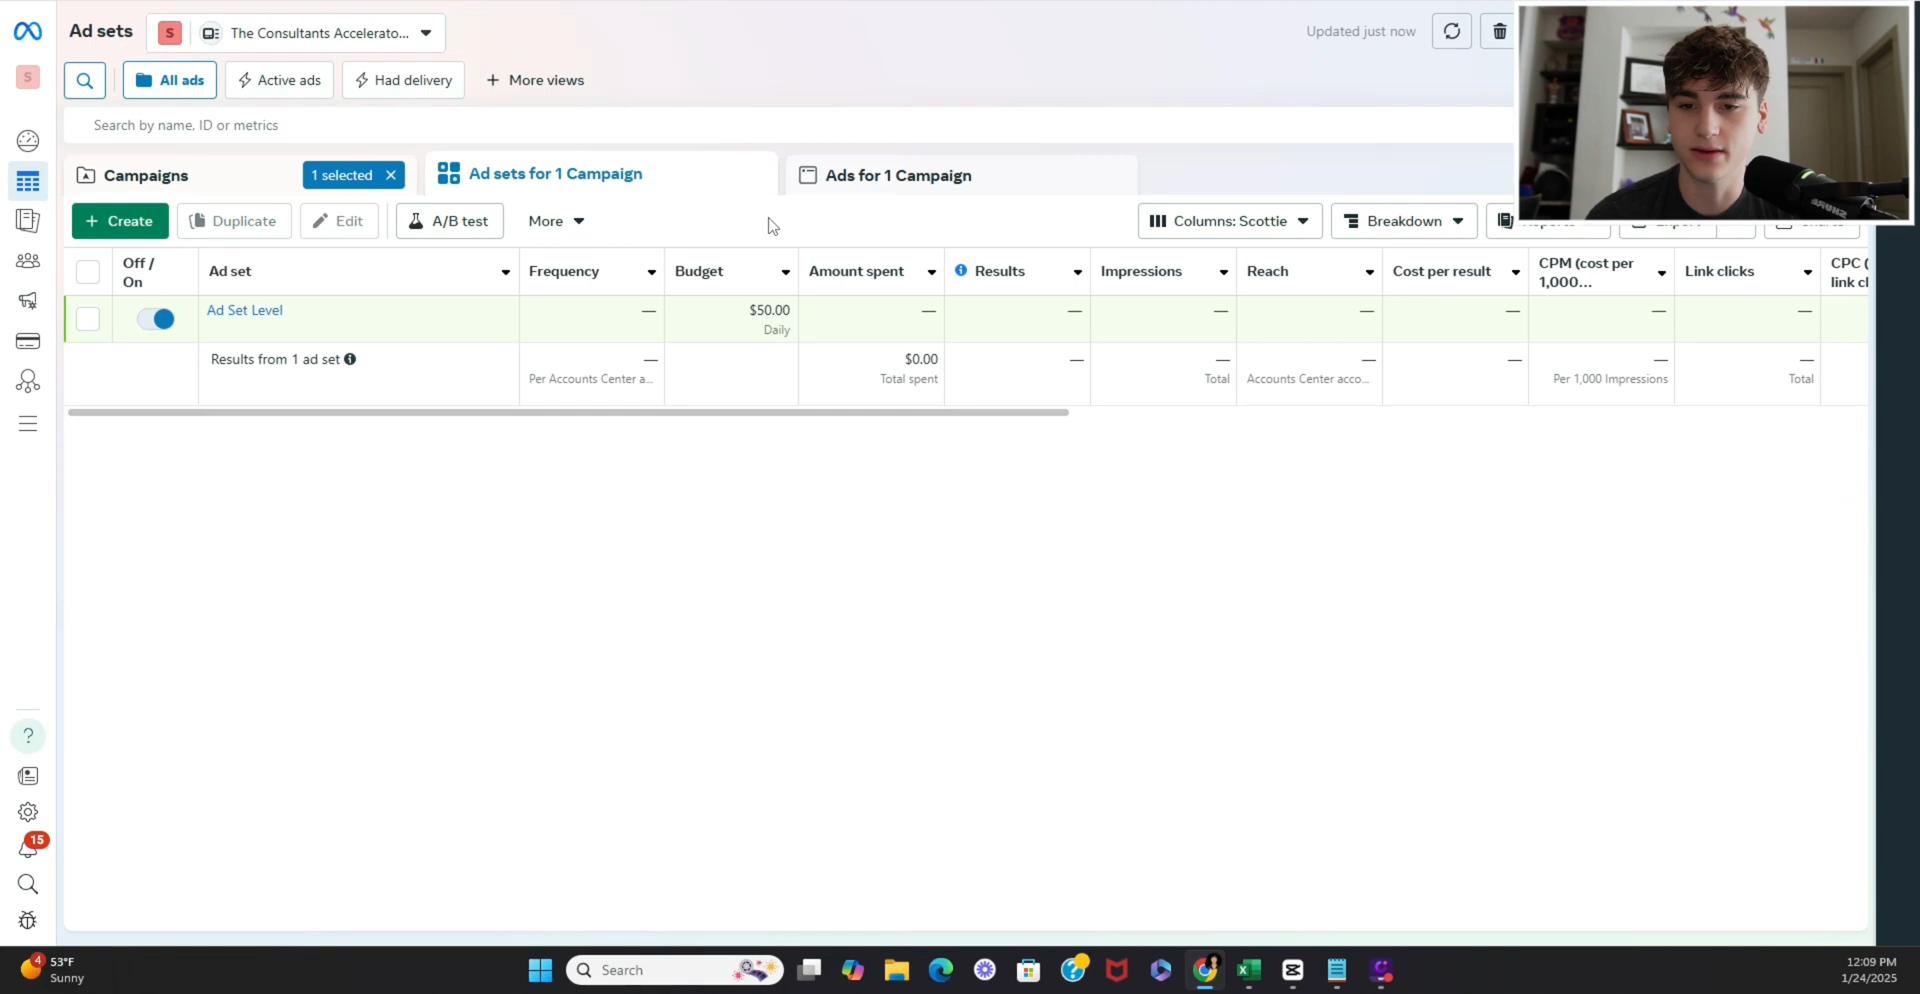 Ad sets
S
The Consultants Accelerato...
Updated just now
S
All ads
Active ads
Had delivery
+ More views
Search by name, ID or metrics
Campaigns
1 selected
Ad sets for 1 Campaign
Ads for 1 Campaign
+ Create
Duplicate
Edit
A/B test
More
Columns: Scottie
Breakdown
Off /
On
Ad set
Frequency
Budget
Amount spent
Results
Impressions
Reach
Cost per result
CPM (cost per
1,000...
Link clicks
CPC (
link cl
Ad Set Level
—
$50.00
Daily
—
—
—
—
—
—
—
Results from 1 ad set
—
Per Accounts Center a...
$0.00
Total spent
—
—
Total
—
Accounts Center acco...
—
—
Per 1,000 Impressions
—
Total
?
15
4
53°F
Sunny
Search
12:09 PM
1/24/2025